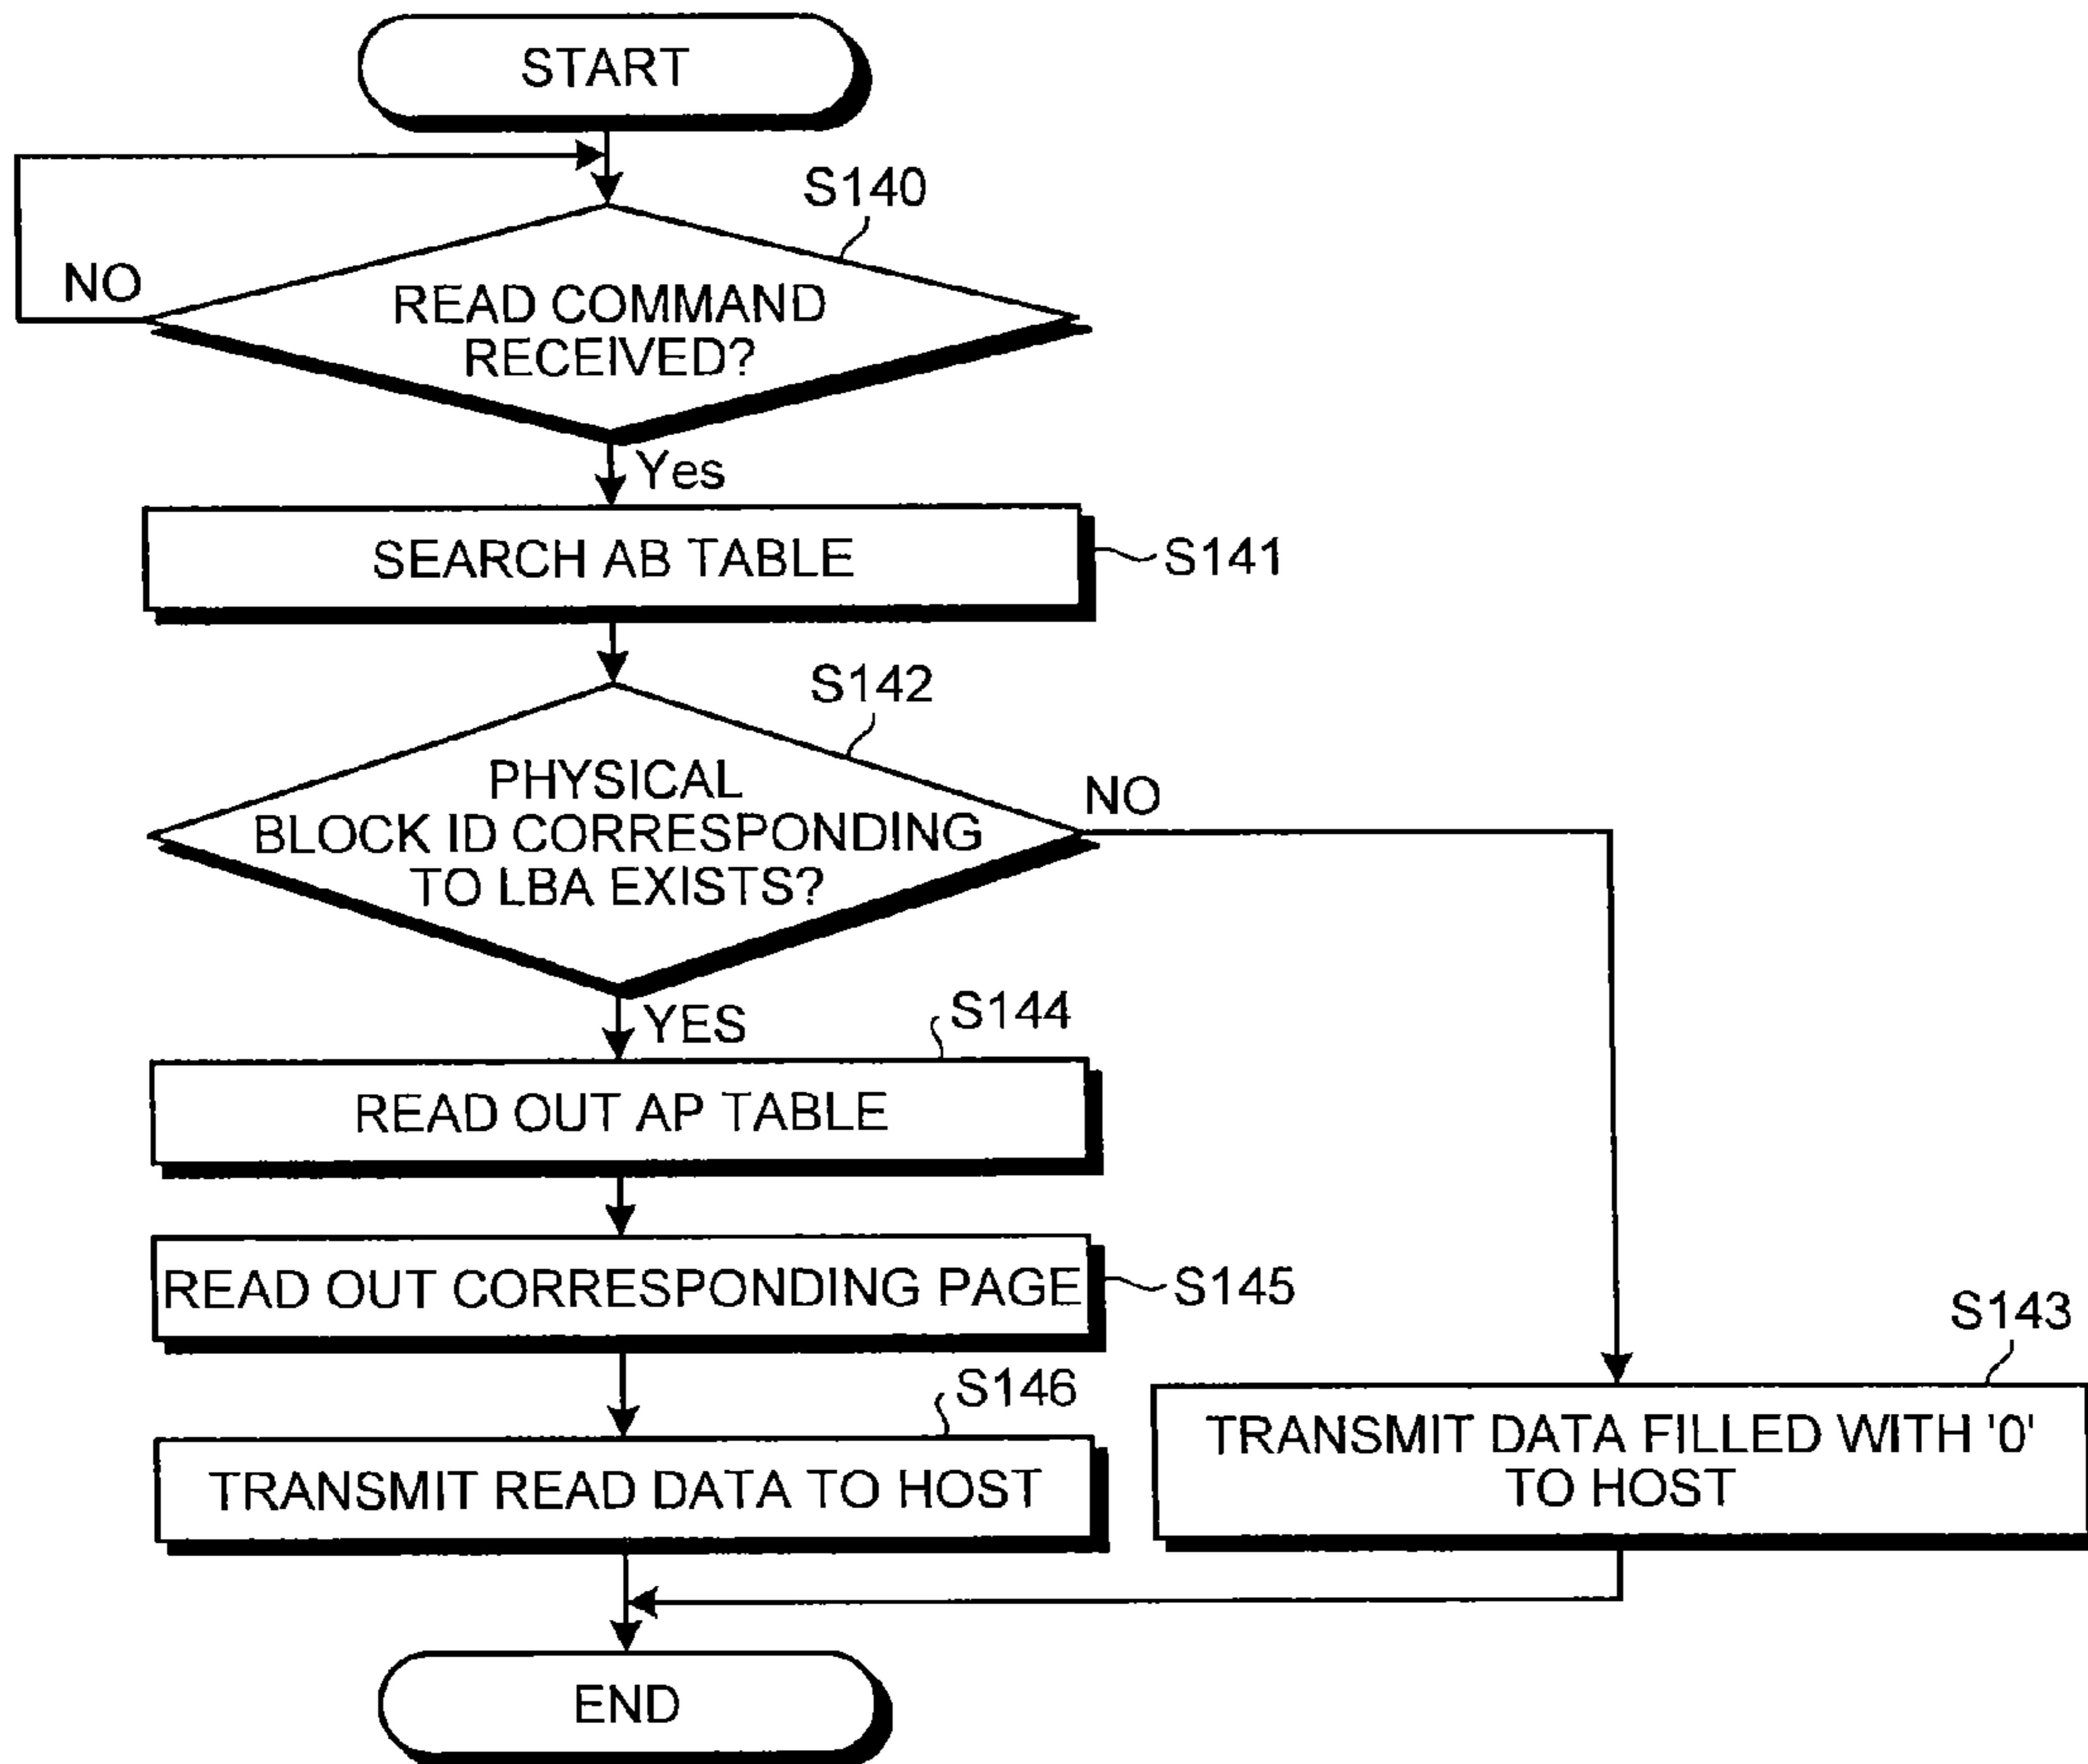 START
S140
NO
READ COMMAND
RECEIVED?
Yes
SEARCH AB TABLE
S141
S142
PHYSICAL
BLOCK ID CORRESPONDING
TO LBA EXISTS?
NO
YES
S144
READ OUT AP TABLE
READ OUT CORRESPONDING PAGE
S145
S143
S146
TRANSMIT DATA FILLED WITH '0'
TO HOST
TRANSMIT READ DATA TO HOST
END